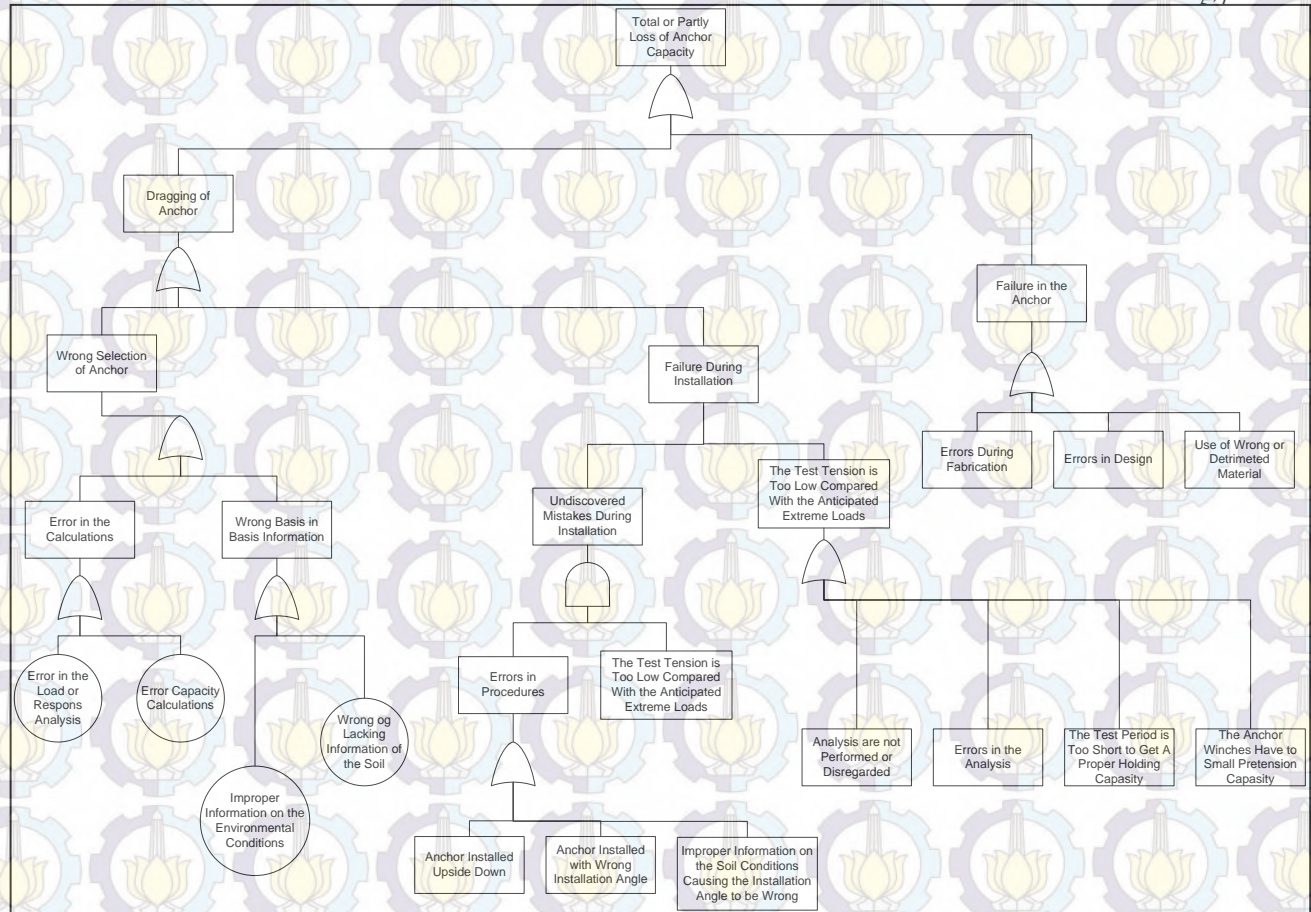 Total or Partly
Loss of Anchor
Capacity
Dragging of
Anchor
Failure in the
Anchor
Wrong Selection
of Anchor
Failure During
Installation
Errors During
Fabrication
Errors in Design
Use of Wrong or
Detrimeted
Material
Error in the
Calculations
Wrong Basis in
Basis Information
Undiscovered
Mistakes During
Installation
The Test Tension is
Too Low Compared
With the Anticipated
Extreme Loads
Error in the
Load or
Respons
Analysis
Error Capacity
Calculations
Improper
Information on the
Environmental
Conditions
Wrong og
Lacking
Information of
the Soil
Errors in
Procedures
The Test Tension is
Too Low Compared
With the Anticipated
Extreme Loads
Analysis are not
Performed or
Disregarded
Errors in the
Analysis
The Test Period is
Too Short to Get A
Proper Holding
Capacity
The Anchor
Winches Have to
Small Pretension
Capacity
Anchor Installed
Upside Down
Anchor Installed
with Wrong
Installation Angle
Improper Information on
the Soil Conditions
Causing the Installation
Angle to be Wrong